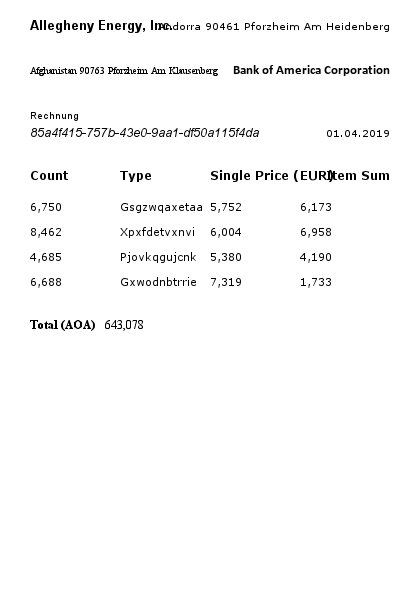 Allegheny Energy, Inc. Andorra 90461 Pforzheim Am Heidenberg
Afghanistan 90763 Pforzheim Am Klausenberg Bank of America Corporation
Rechnung
85a4f415-757b-43e0-9aa1-df50a115f4da 01.04.2019
Count Type Single Price (EUR) Item Sum
6,750 Gsgzwqaxetaa 5,752 6,173
8,462 Xpxfdetvxnvi 6,004 6,958
4,685 Pjovkqgujcnk 5,380 4,190
6,688 Gxwodnbtrrie 7,319 1,733
Total (AOA) 643,078